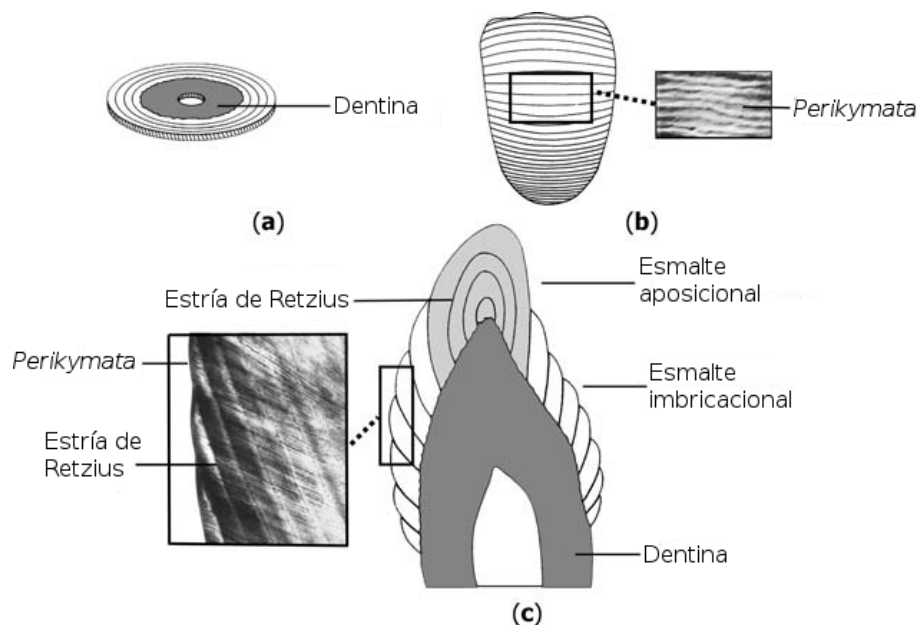 Dentina
Perikymata
(a)
(b)
Estría de Retzius
Esmalte
aposicional
Perikymata
Esmalte
imbricacional
Estría de
Retzius
Dentina
(c)